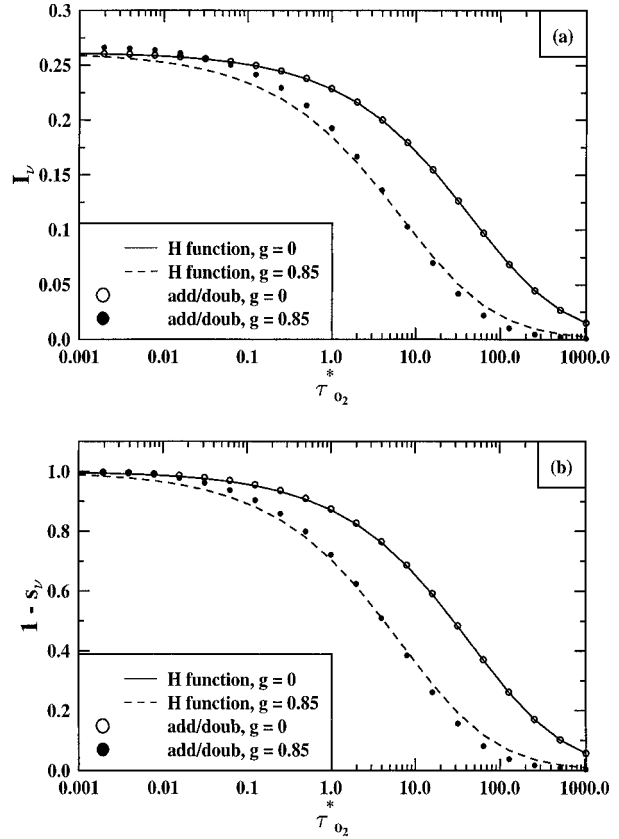 (a)
0.30
0.25
0.20
0.15
0.10
0.05
0.0
I_ν
H function, g = 0
H function, g = 0.85
add/doub, g = 0
add/doub, g = 0.85
0.001 0.01 0.1 1.0 10.0 100.0 1000.0
τ*_O2
(b)
1.0
0.8
0.6
0.4
0.2
0.0
1 - s_ν
H function, g = 0
H function, g = 0.85
add/doub, g = 0
add/doub, g = 0.85
0.001 0.01 0.1 1.0 10.0 100.0 1000.0
τ*_O2